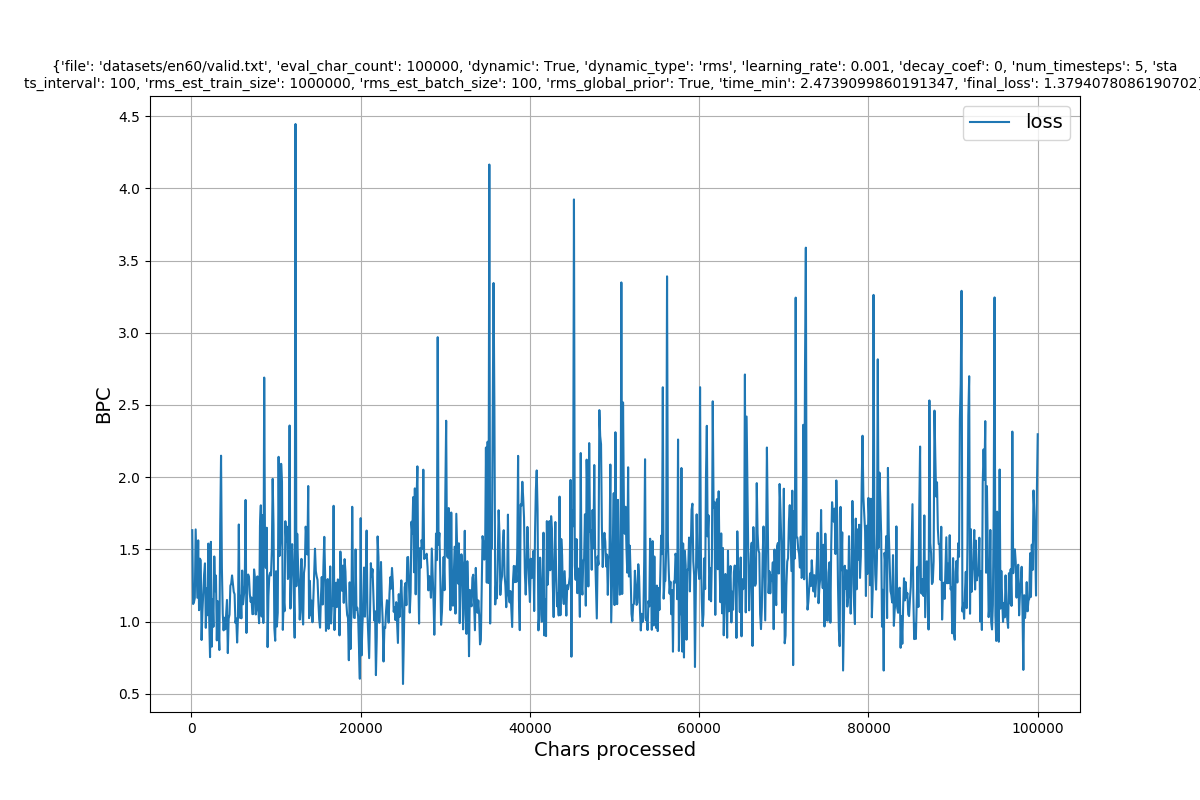 {'file': 'datasets/en60/valid.txt', 'eval_char_count': 100000, 'dynamic': True, 'dynamic_type': 'rms', 'learning_rate': 0.001, 'decay_coef': 0, 'num_timesteps': 5, 'sta
ts_interval': 100, 'rms_est_train_size': 1000000, 'rms_est_batch_size': 100, 'rms_global_prior': True, 'time_min': 2.4739099860191347, 'final_loss': 1.3794078086190702}
loss
4.5
4.0
3.5
3.0
2.5
2.0
1.5
1.0
0.5
BPC
0 20000 40000 60000 80000 100000
Chars processed